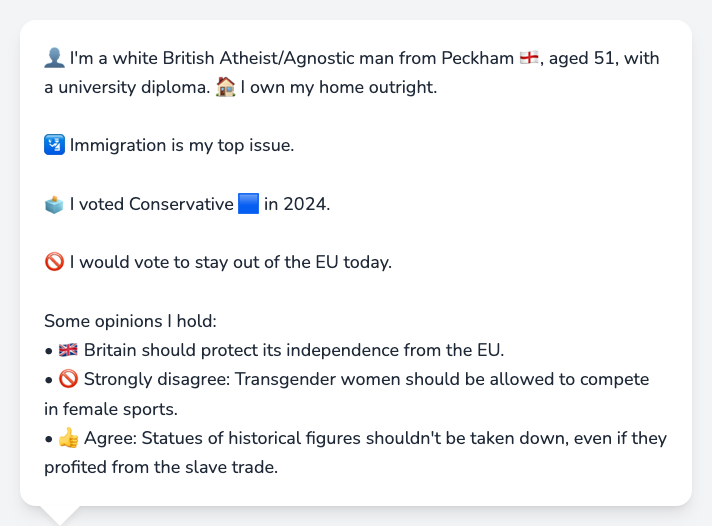 👤 I'm a white British Atheist/Agnostic man from Peckham 🏴󠁧󠁢󠁥󠁮󠁧󠁿, aged 51, with
a university diploma. 🏠 I own my home outright.
🛂 Immigration is my top issue.
🗳️ I voted Conservative 🟦 in 2024.
🚫 I would vote to stay out of the EU today.
Some opinions I hold:
• 🇬🇧 Britain should protect its independence from the EU.
• 🚫 Strongly disagree: Transgender women should be allowed to compete
in female sports.
• 👍 Agree: Statues of historical figures shouldn't be taken down, even if they
profited from the slave trade.